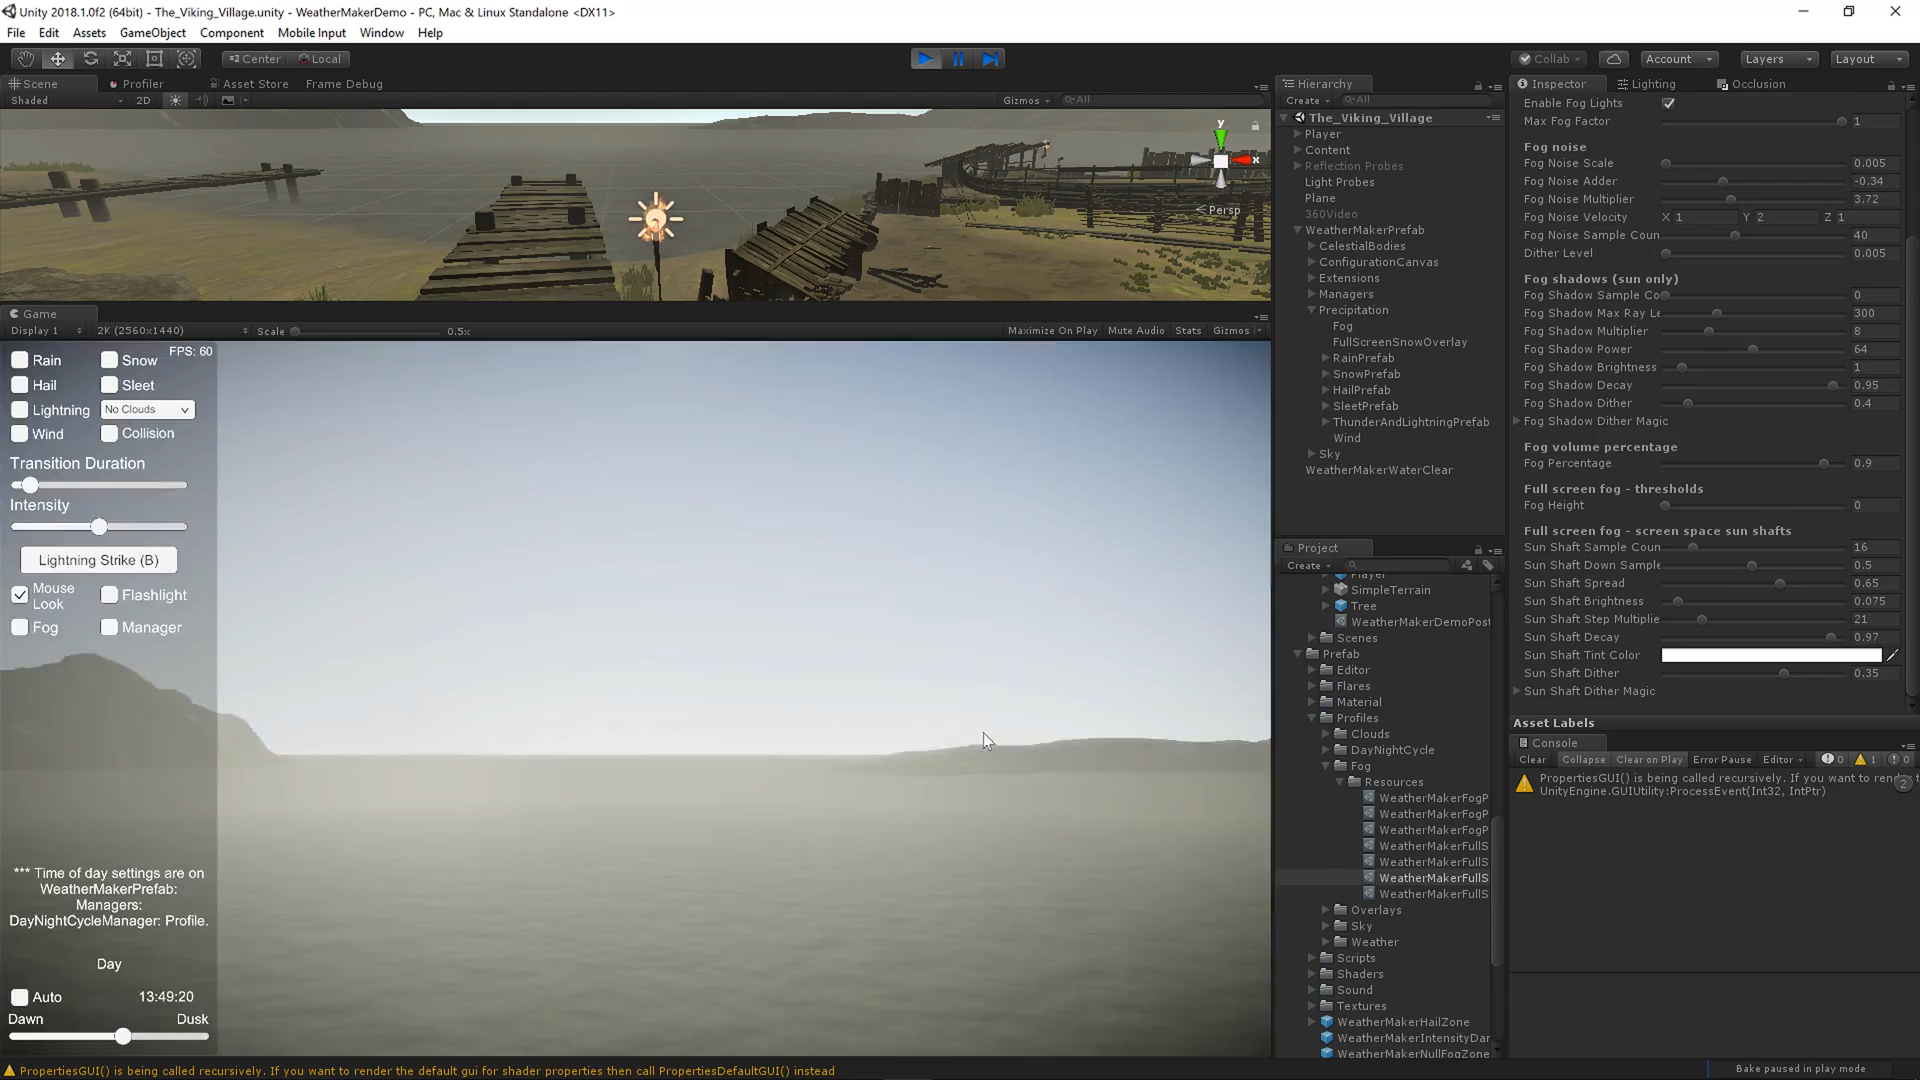 Unity 2018.1.0f2 (64bit) - The_Viking_Village.unity - WeatherMakerDemo - PC, Mac & Linux Standalone <DX11>
File Edit Assets GameObject Component Mobile Input Window Help
Center Local
Collab Account Layers Layout
Scene Profiler Asset Store Frame Debug
Shaded 2D Gizmos All
y
x
Persp
Game
Display 1 2K (2560x1440) Scale 0.5x Maximize On Play Mute Audio Stats Gizmos
FPS: 60
Rain Snow
Hail Sleet
Lightning No Clouds
Wind Collision
Transition Duration
Intensity
Lightning Strike (B)
Mouse Look Flashlight
Fog Manager
*** Time of day settings are on
WeatherMakerPrefab:
Managers:
DayNightCycleManager: Profile.
Day
Auto 13:49:20
Dawn Dusk
Hierarchy
Create All
The_Viking_Village
Player
Content
Reflection Probes
Light Probes
Plane
360Video
WeatherMakerPrefab
CelestialBodies
ConfigurationCanvas
Extensions
Managers
Precipitation
Fog
FullScreenSnowOverlay
RainPrefab
SnowPrefab
HailPrefab
SleetPrefab
ThunderAndLightningPrefab
Wind
Sky
WeatherMakerWaterClear
Project
Create
Player
SimpleTerrain
Tree
WeatherMakerDemoPost
Scenes
Prefab
Editor
Flares
Material
Profiles
Clouds
DayNightCycle
Fog
Resources
WeatherMakerFogP
WeatherMakerFogP
WeatherMakerFogP
WeatherMakerFullS
WeatherMakerFullS
WeatherMakerFullS
WeatherMakerFullS
Overlays
Sky
Weather
Scripts
Shaders
Sound
Textures
WeatherMakerHailZone
WeatherMakerIntensityDar
WeatherMakerNullFogZone
Inspector Lighting Occlusion
Enable Fog Lights
Max Fog Factor 1
Fog noise
Fog Noise Scale 0.005
Fog Noise Adder -0.34
Fog Noise Multiplier 3.72
Fog Noise Velocity X 1 Y 2 Z 1
Fog Noise Sample Coun 40
Dither Level 0.005
Fog shadows (sun only)
Fog Shadow Sample Co 0
Fog Shadow Max Ray Le 300
Fog Shadow Multiplier 8
Fog Shadow Power 64
Fog Shadow Brightness 1
Fog Shadow Decay 0.95
Fog Shadow Dither 0.4
Fog Shadow Dither Magic
Fog volume percentage
Fog Percentage 0.9
Full screen fog - thresholds
Fog Height 0
Full screen fog - screen space sun shafts
Sun Shaft Sample Coun 16
Sun Shaft Down Sample 0.5
Sun Shaft Spread 0.65
Sun Shaft Brightness 0.075
Sun Shaft Step Multiplie 21
Sun Shaft Decay 0.97
Sun Shaft Tint Color
Sun Shaft Dither 0.35
Sun Shaft Dither Magic
Asset Labels
Console
Clear Collapse Clear on Play Error Pause Editor 0 1 0
PropertiesGUI() is being called recursively. If you want to render t
UnityEngine.GUIUtility:ProcessEvent(Int32, IntPtr)
2
PropertiesGUI() is being called recursively. If you want to render the default gui for shader properties then call PropertiesDefaultGUI() instead
Bake paused in play mode